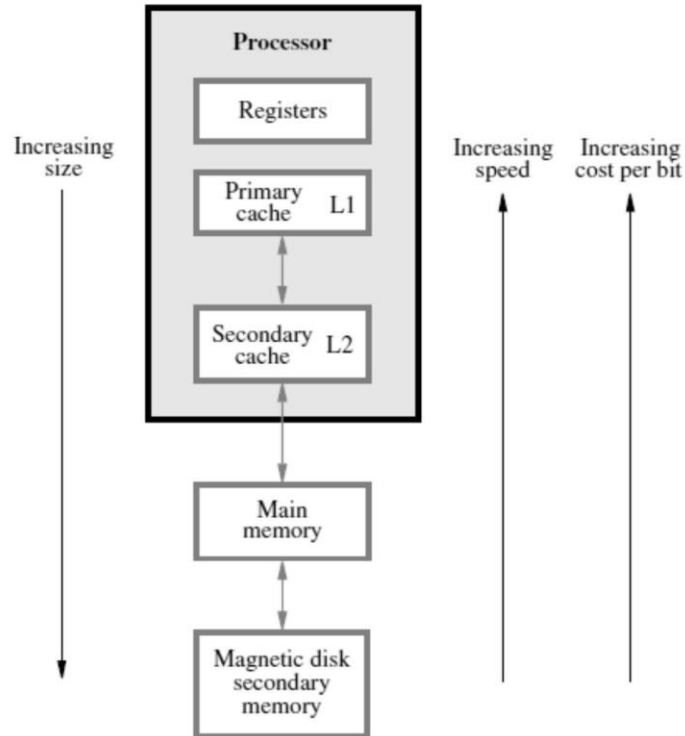 Processor
Registers
Increasing
size
Increasing
speed
Increasing
cost per bit
Primary
cache L1
Secondary
cache L2
Main
memory
Magnetic disk
secondary
memory